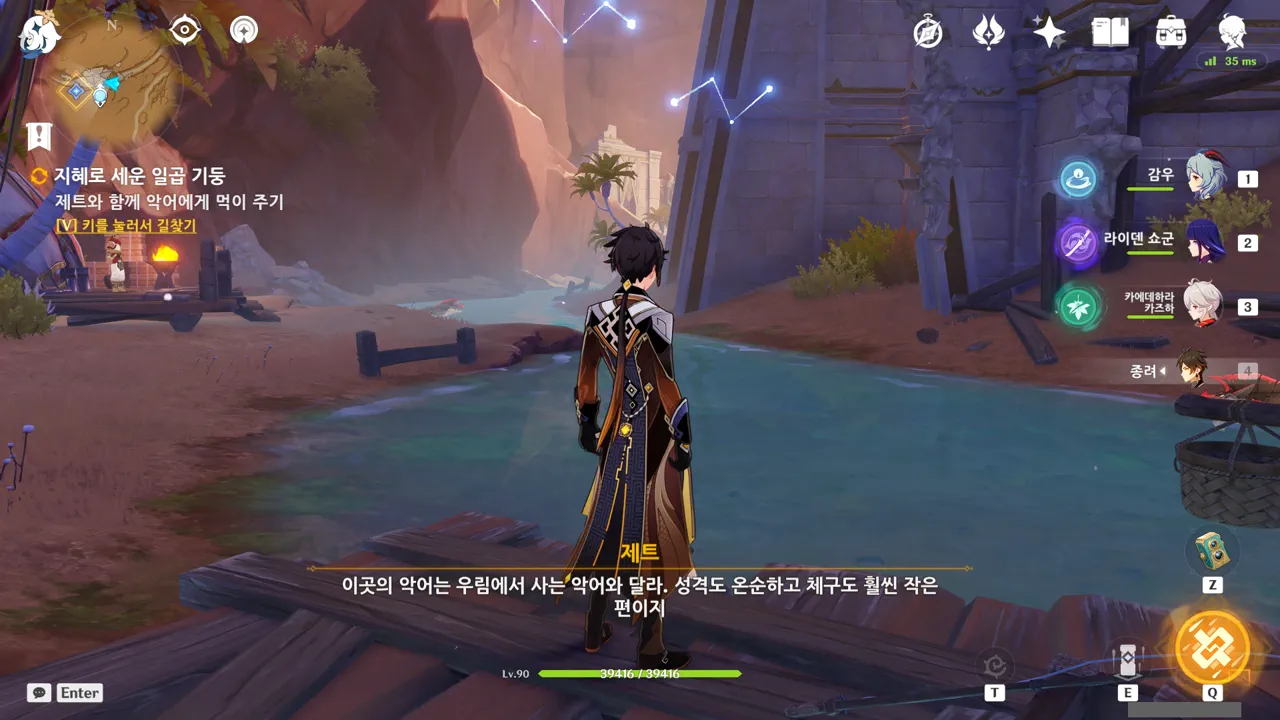 N
35 ms
지혜로 세운 일곱 기둥
제트와 함께 악어에게 먹이 주기
[V] 키를 눌러서 길찾기
감우
1
라이덴 쇼군
2
카에데하라
카즈하
3
종려
4
제트
이곳의 악어는 우림에서 사는 악어와 달라. 성격도 온순하고 체구도 훨씬 작은
편이지
Z
Lv.90
39416 / 39416
Enter
T
E
Q